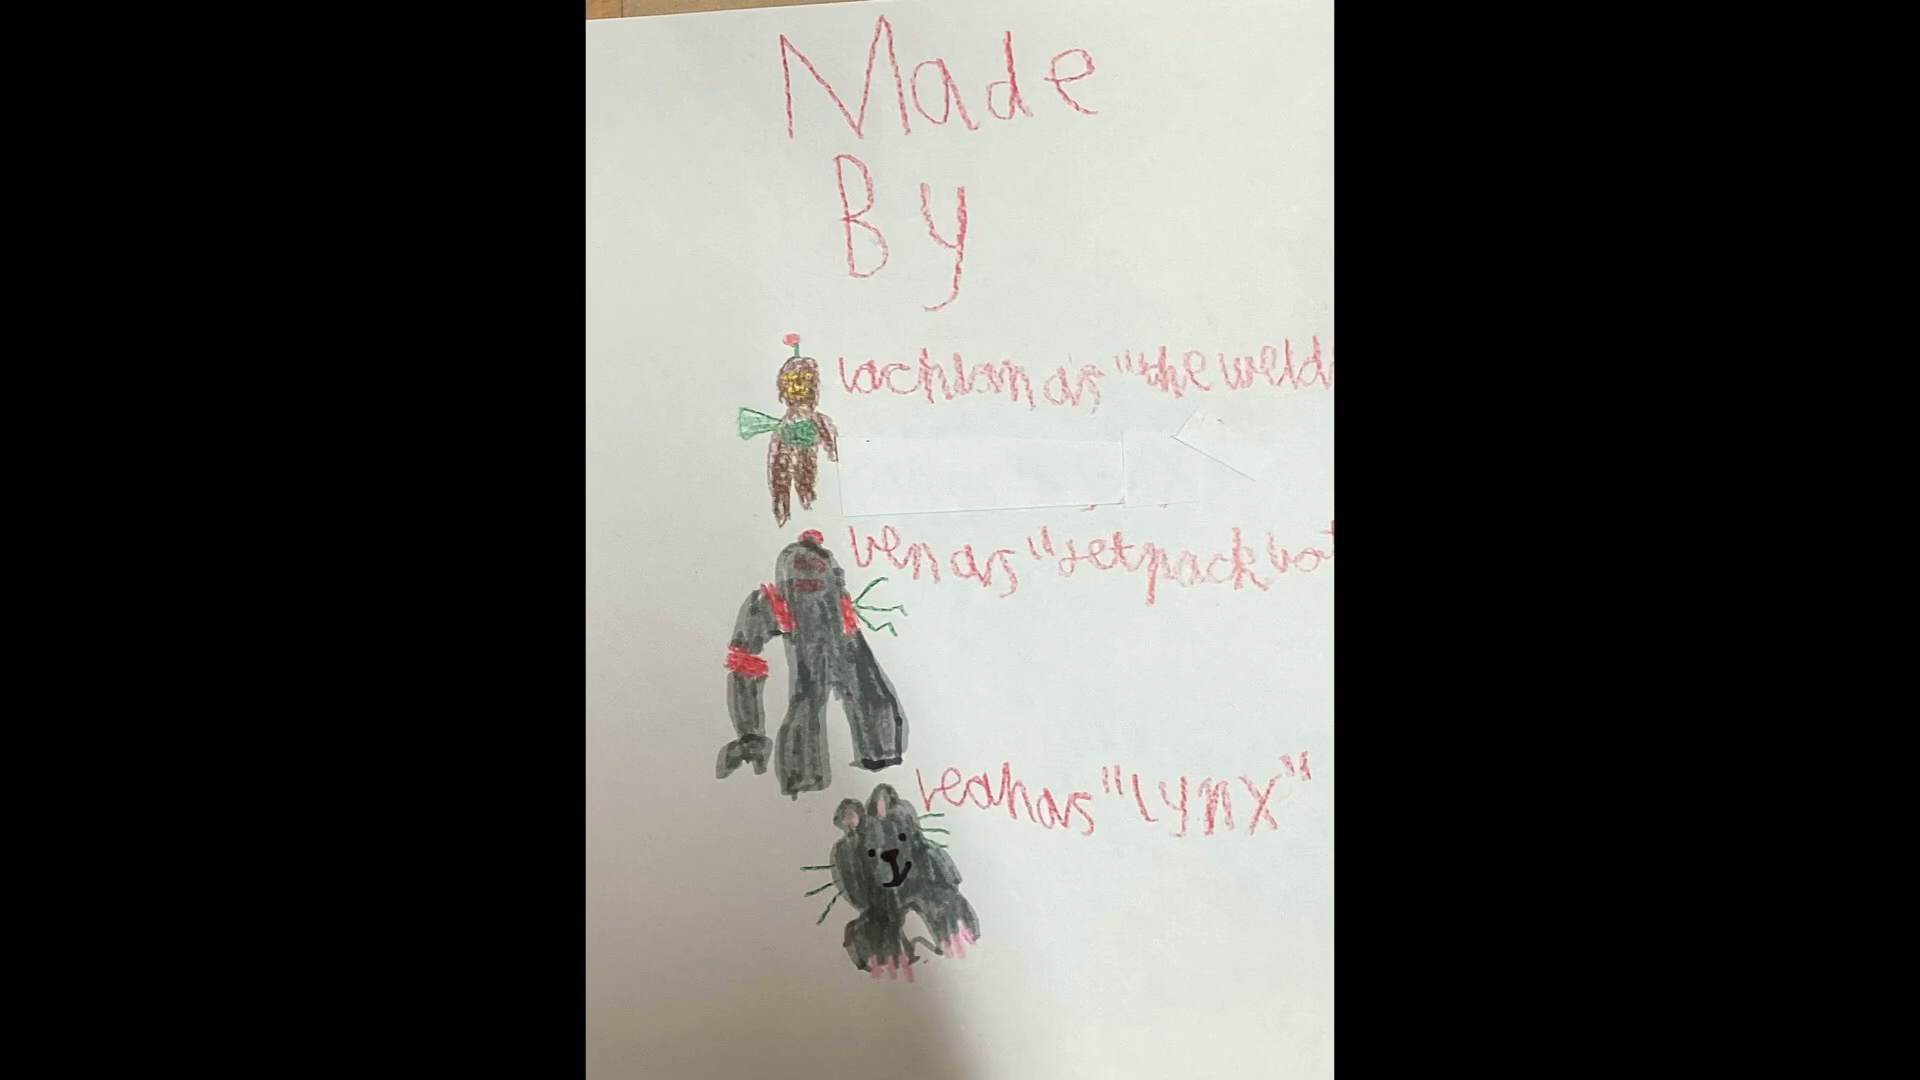 Made
By
lachlan as "the weld
ben as "Jetpack bot
leah as "Lynx"